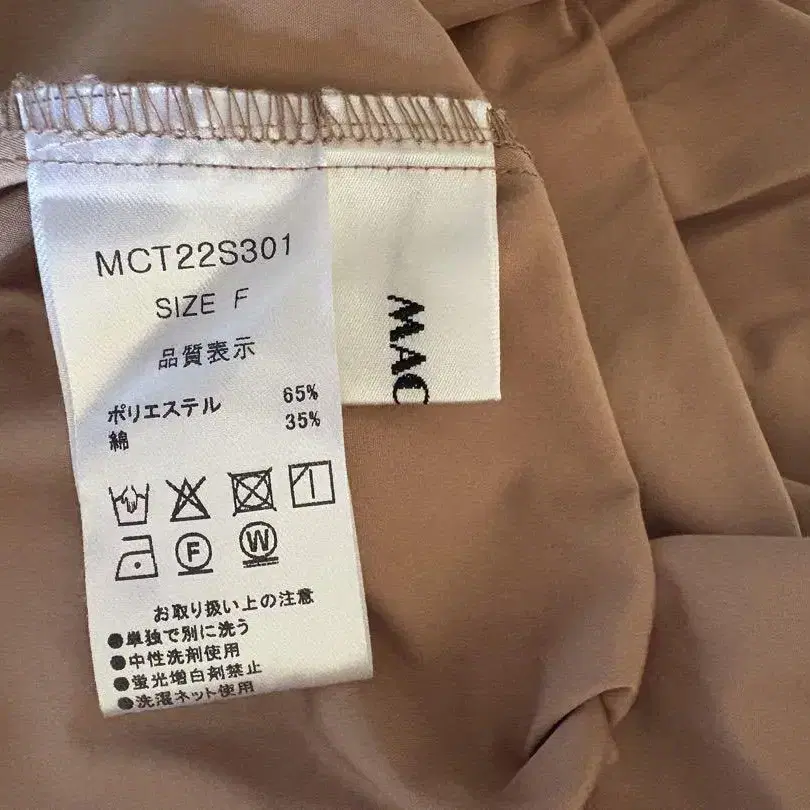 MCT22S301
SIZE F
品質表示
ポリエステル 65%
綿 35%
F W
お取り扱い上の注意
●単独で別に洗う
●中性洗剤使用
●蛍光増白剤禁止
●洗濯ネット使用
MAC